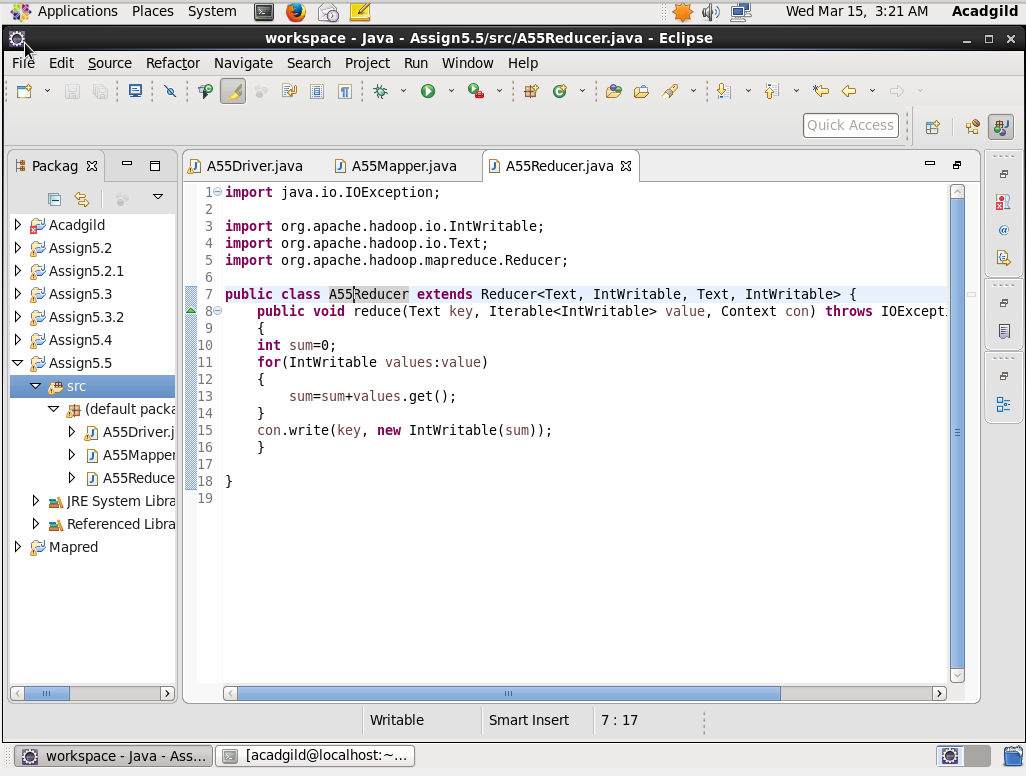 Applications Places System Wed Mar 15, 3:21 AM Acadgild
workspace - Java - Assign5.5/src/A55Reducer.java - Eclipse
File Edit Source Refactor Navigate Search Project Run Window Help
Quick Access
Packag
A55Driver.java A55Mapper.java A55Reducer.java
Acadgild
Assign5.2
Assign5.2.1
Assign5.3
Assign5.3.2
Assign5.4
Assign5.5
src
(default packa
A55Driver.j
A55Mapper
A55Reduce
JRE System Libra
Referenced Libra
Mapred
1 import java.io.IOException;
2
3 import org.apache.hadoop.io.IntWritable;
4 import org.apache.hadoop.io.Text;
5 import org.apache.hadoop.mapreduce.Reducer;
6
7 public class A55Reducer extends Reducer<Text, IntWritable, Text, IntWritable> {
8 public void reduce(Text key, Iterable<IntWritable> value, Context con) throws IOExcepti
9 {
10 int sum=0;
11 for(IntWritable values:value)
12 {
13 sum=sum+values.get();
14 }
15 con.write(key, new IntWritable(sum));
16 }
17
18 }
19
Writable Smart Insert 7 : 17
workspace - Java - Ass... [acadgild@localhost:~...